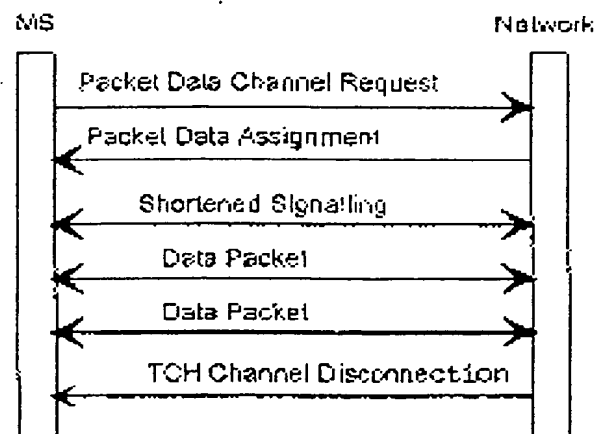 MS
Network
Packet Data Channel Request
Packet Data Assignment
Shortened Signalling
Data Packet
Data Packet
TCH Channel Disconnection